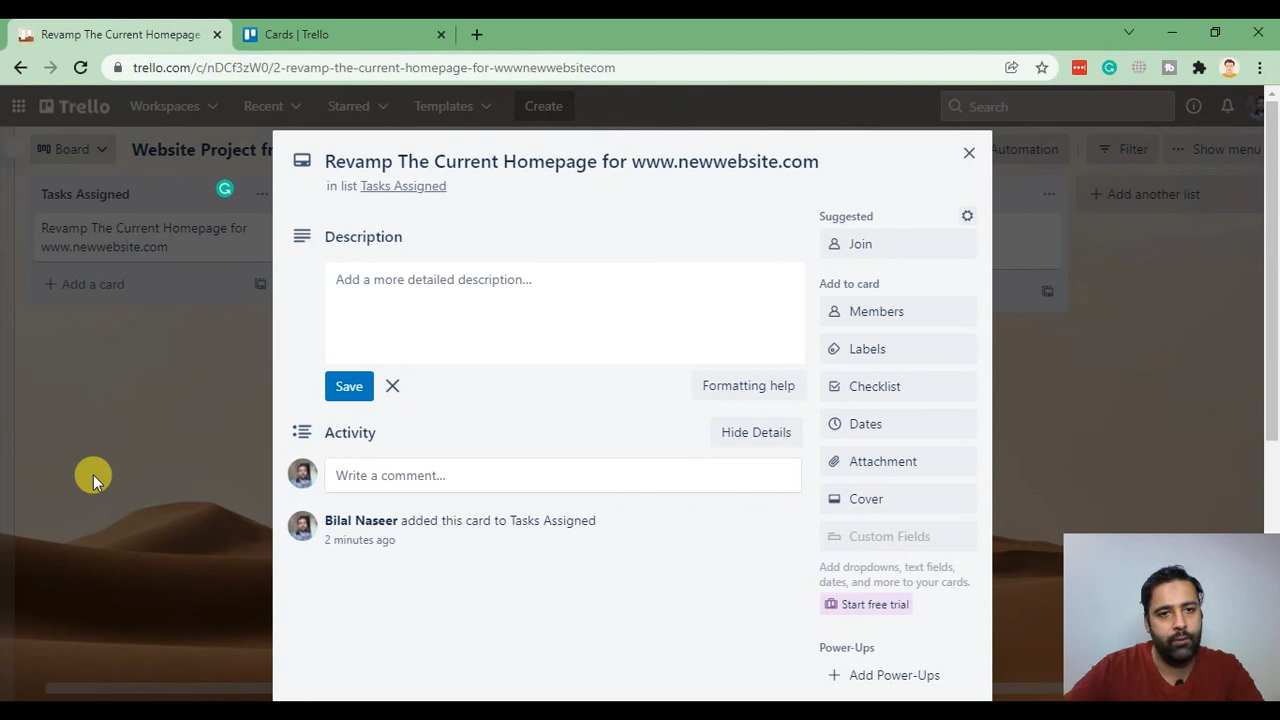 Revamp The Current Homepage
Cards | Trello
trello.com/c/nDCf3zW0/2-revamp-the-current-homepage-for-wwwnewwebsitecom
Trello
Workspaces
Recent
Starred
Templates
Create
Search
Board
Website Project fr
Automation
Filter
Show menu
Tasks Assigned
Add another list
Revamp The Current Homepage for
www.newwebsite.com
Add a card
Revamp The Current Homepage for www.newwebsite.com
in list Tasks Assigned
Description
Add a more detailed description...
Save
Formatting help
Activity
Hide Details
Write a comment...
Bilal Naseer added this card to Tasks Assigned
2 minutes ago
Suggested
Join
Add to card
Members
Labels
Checklist
Dates
Attachment
Cover
Custom Fields
Add dropdowns, text fields,
dates, and more to your cards.
Start free trial
Power-Ups
Add Power-Ups